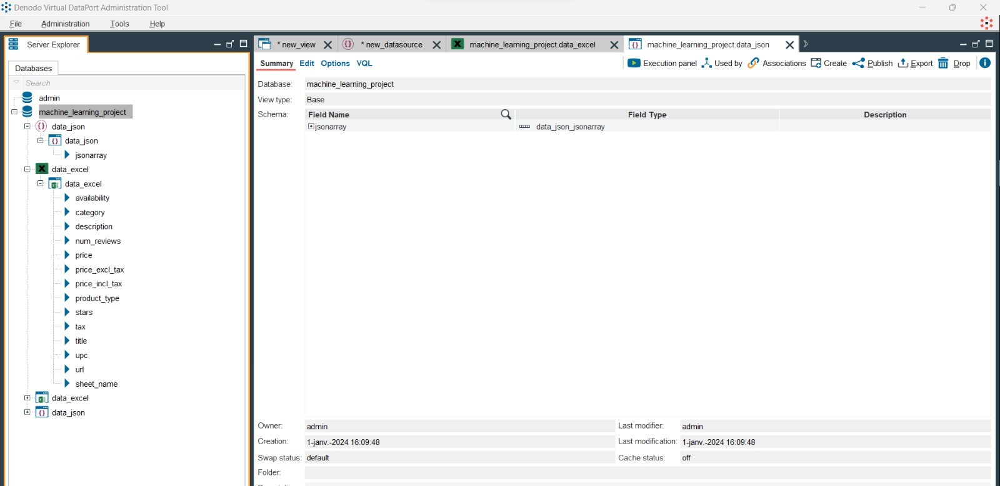 Denodo Virtual DataPort Administration Tool
File Administration Tools Help
Server Explorer
Databases
Search
admin
machine_learning_project
data_json
data_json
jsonarray
data_excel
data_excel
availability
category
description
num_reviews
price
price_excl_tax
price_incl_tax
product_type
stars
tax
title
upc
url
sheet_name
data_excel
data_json
* new_view * new_datasource machine_learning_project.data_excel machine_learning_project.data_json
Summary Edit Options VQL Execution panel Used by Associations Create Publish Export Drop
Database: machine_learning_project
View type: Base
Schema: Field Name Field Type Description
jsonarray data_json_jsonarray
Owner: admin Last modifier: admin
Creation: 1-janv.-2024 16:09:48 Last modification: 1-janv.-2024 16:09:48
Swap status: default Cache status: off
Folder: